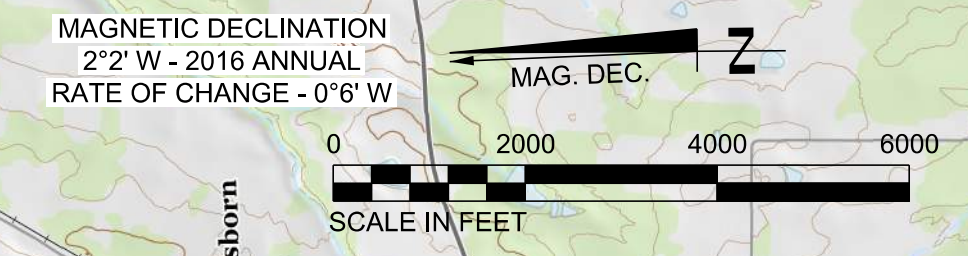 MAGNETIC DECLINATION
2°2' W - 2016 ANNUAL
RATE OF CHANGE - 0°6' W
MAG. DEC.
N
0 2000 4000 6000
SCALE IN FEET
sborn